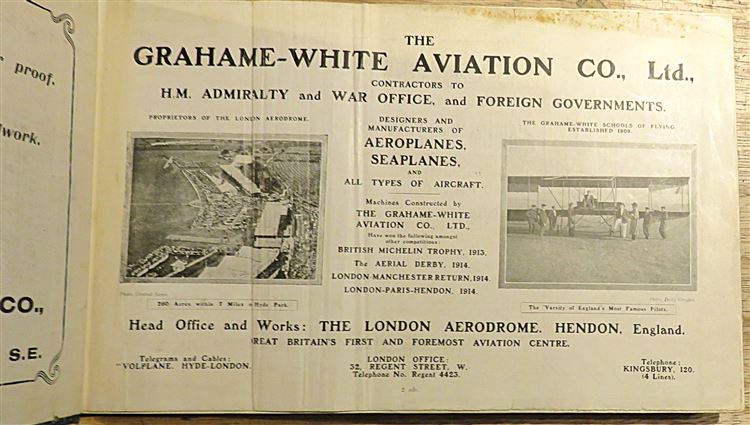 proof.
work.
CO.,
S.E.
THE
GRAHAME-WHITE AVIATION CO., Ltd.,
CONTRACTORS TO
H.M. ADMIRALTY and WAR OFFICE, and FOREIGN GOVERNMENTS.
PROPRIETORS OF THE LONDON AERODROME.
DESIGNERS AND
MANUFACTURERS OF
AEROPLANES,
SEAPLANES,
AND
ALL TYPES OF AIRCRAFT.
Machines Constructed by
THE GRAHAME-WHITE
AVIATION CO., LTD.,
Have won the following amongst
other competitions:
BRITISH MICHELIN TROPHY, 1913.
The AERIAL DERBY, 1914.
LONDON-MANCHESTER RETURN, 1914.
LONDON-PARIS-HENDON, 1914.
THE GRAHAME-WHITE SCHOOLS OF FLYING.
ESTABLISHED 1909.
260 Acres within 7 Miles o Hyde Park.
The 'Varsity of England's Most Famous Pilots.
Head Office and Works: THE LONDON AERODROME. HENDON, England.
GREAT BRITAIN'S FIRST AND FOREMOST AVIATION CENTRE.
Telegrams and Cables:
"VOLPLANE, HYDE-LONDON.
LONDON OFFICE:
32, REGENT STREET, W.
Telephone No. Regent 4423.
Telephone:
KINGSBURY, 120.
(4 Lines).